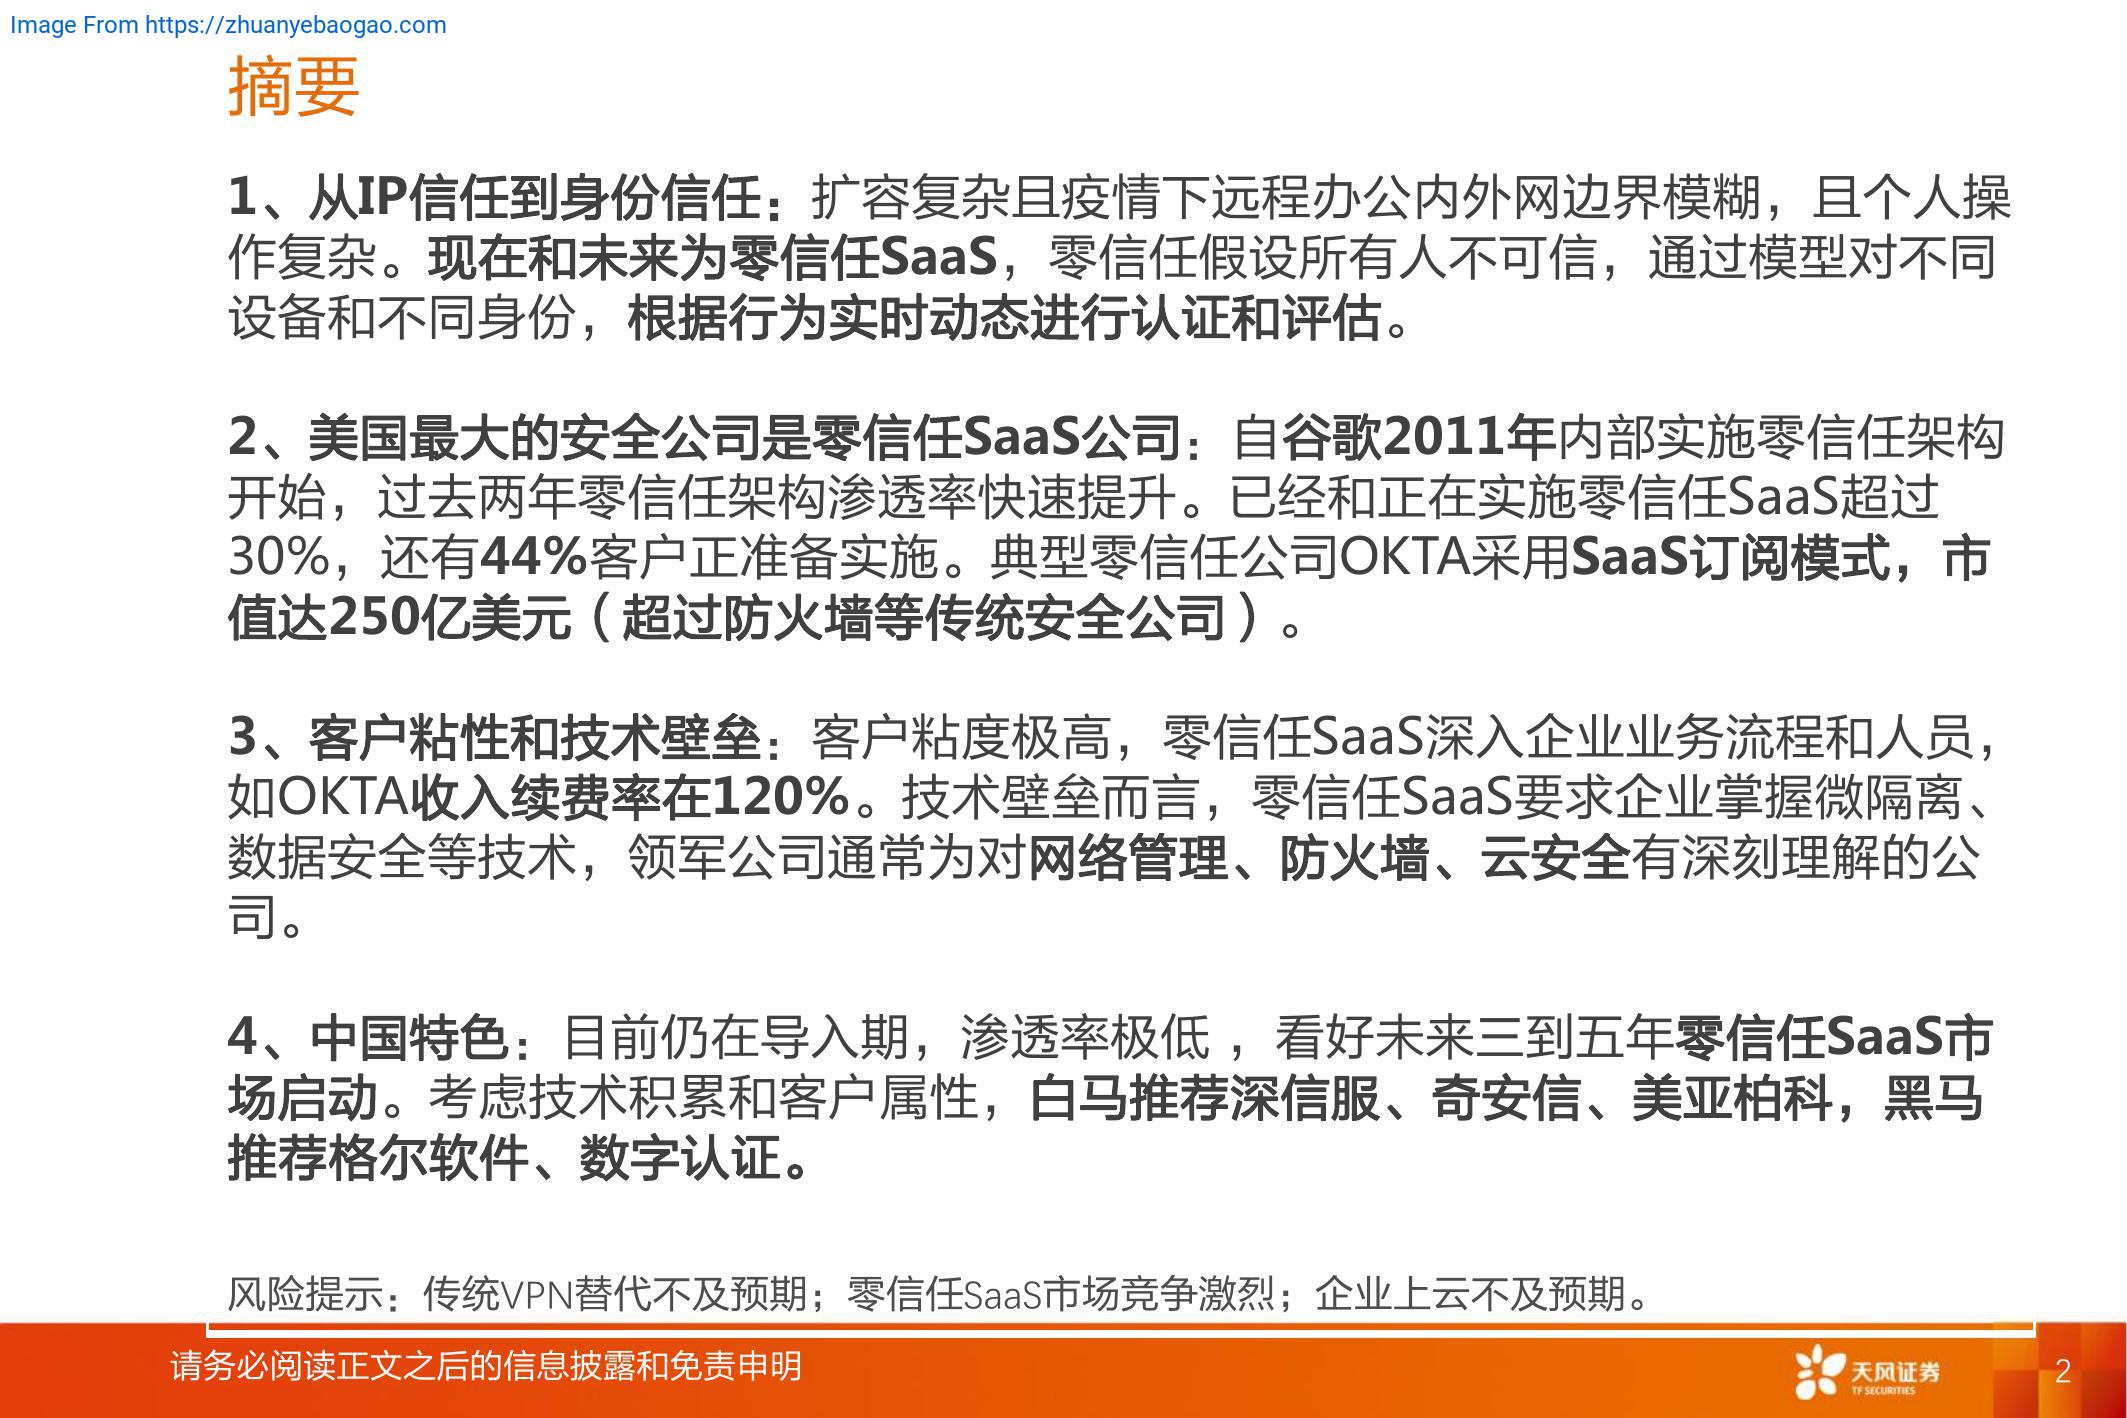 Image From https://zhuanyebaogao.com
摘要
1、从IP信任到身份信任：扩容复杂且疫情下远程办公内外网边界模糊，且个人操
作复杂。现在和未来为零信任SaaS，零信任假设所有人不可信，通过模型对不同
设备和不同身份，根据行为实时动态进行认证和评估。
2、美国最大的安全公司是零信任SaaS公司：自谷歌2011年内部实施零信任架构
开始，过去两年零信任架构渗透率快速提升。已经和正在实施零信任SaaS超过
30%，还有44%客户正准备实施。典型零信任公司OKTA采用SaaS订阅模式，市
值达250亿美元（超过防火墙等传统安全公司）。
3、客户粘性和技术壁垒：客户粘度极高，零信任SaaS深入企业业务流程和人员，
如OKTA收入续费率在120%。技术壁垒而言，零信任SaaS要求企业掌握微隔离、
数据安全等技术，领军公司通常为对网络管理、防火墙、云安全有深刻理解的公
司。
4、中国特色：目前仍在导入期，渗透率极低 ，看好未来三到五年零信任SaaS市
场启动。考虑技术积累和客户属性，白马推荐深信服、奇安信、美亚柏科，黑马
推荐格尔软件、数字认证。
风险提示：传统VPN替代不及预期；零信任SaaS市场竞争激烈；企业上云不及预期。
请务必阅读正文之后的信息披露和免责申明
天风证券
TF SECURITIES
2